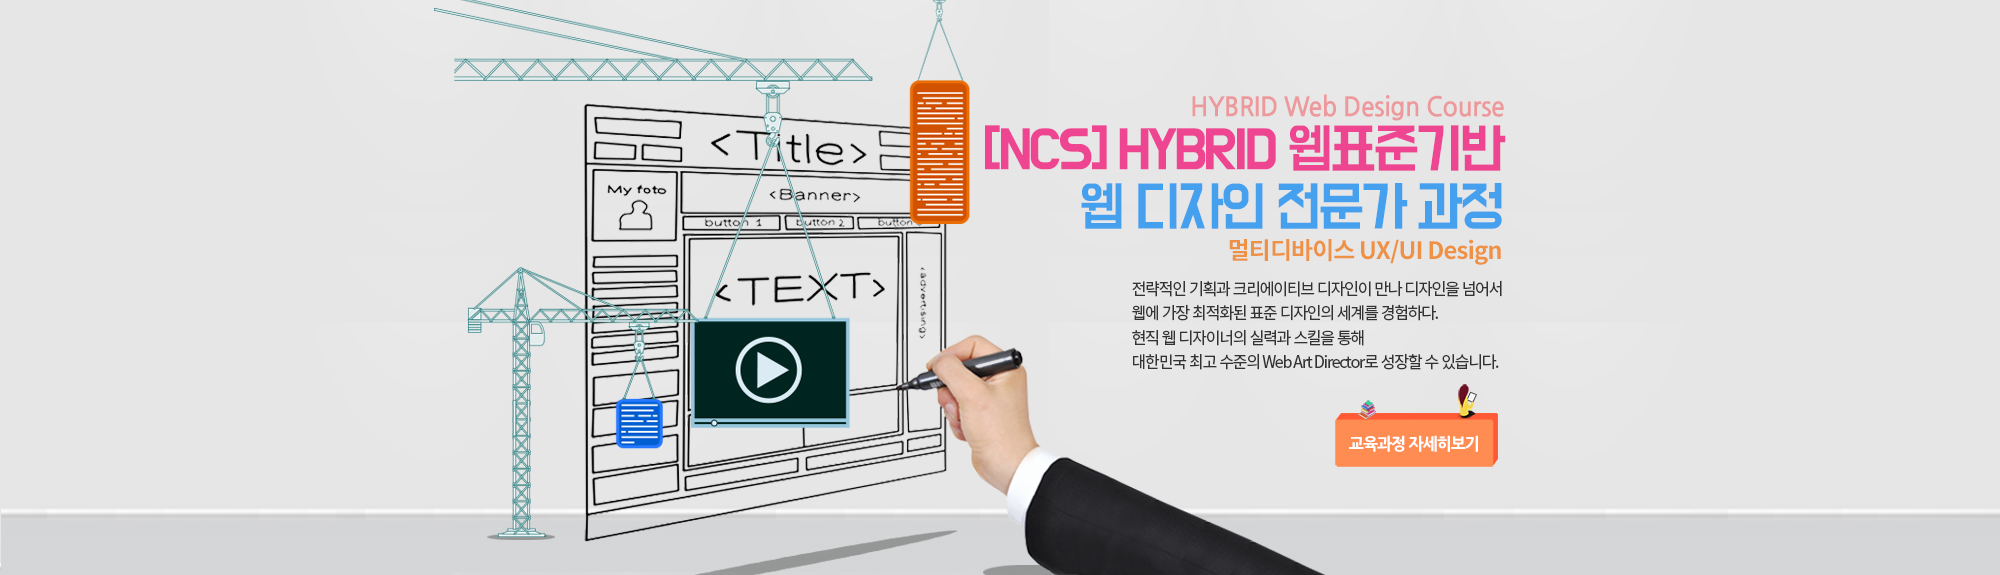 <Title>
My foto
<Banner>
button 1
button 2
button
<TEXT>
<advertising>
HYBRID Web Design Course
[NCS] HYBRID 웹표준기반
웹 디자인 전문가 과정
멀티디바이스 UX/UI Design
전략적인 기획과 크리에이티브 디자인이 만나 디자인을 넘어서
웹에 가장 최적화된 표준 디자인의 세계를 경험하다.
현직 웹 디자이너의 실력과 스킬을 통해
대한민국 최고 수준의 Web Art Director로 성장할 수 있습니다.
교육과정 자세히보기